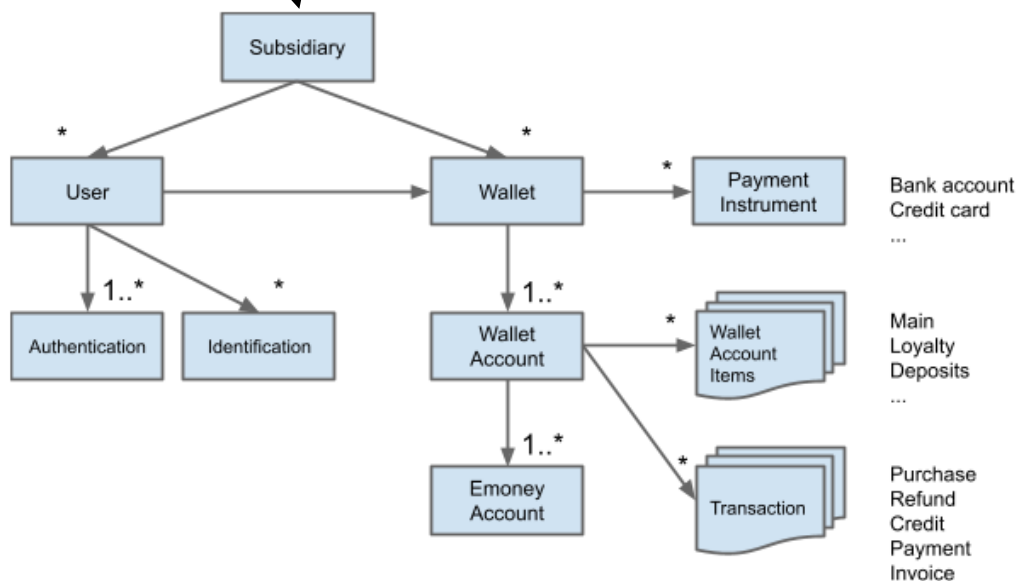 Subsidiary
*
*
User
Wallet
*
Payment
Instrument
Bank account
Credit card
...
1..*
*
1..*
Authentication
Identification
Wallet
Account
*
Wallet
Account
Items
Main
Loyalty
Deposits
...
1..*
Emoney
Account
*
Transaction
Purchase
Refund
Credit
Payment
Invoice